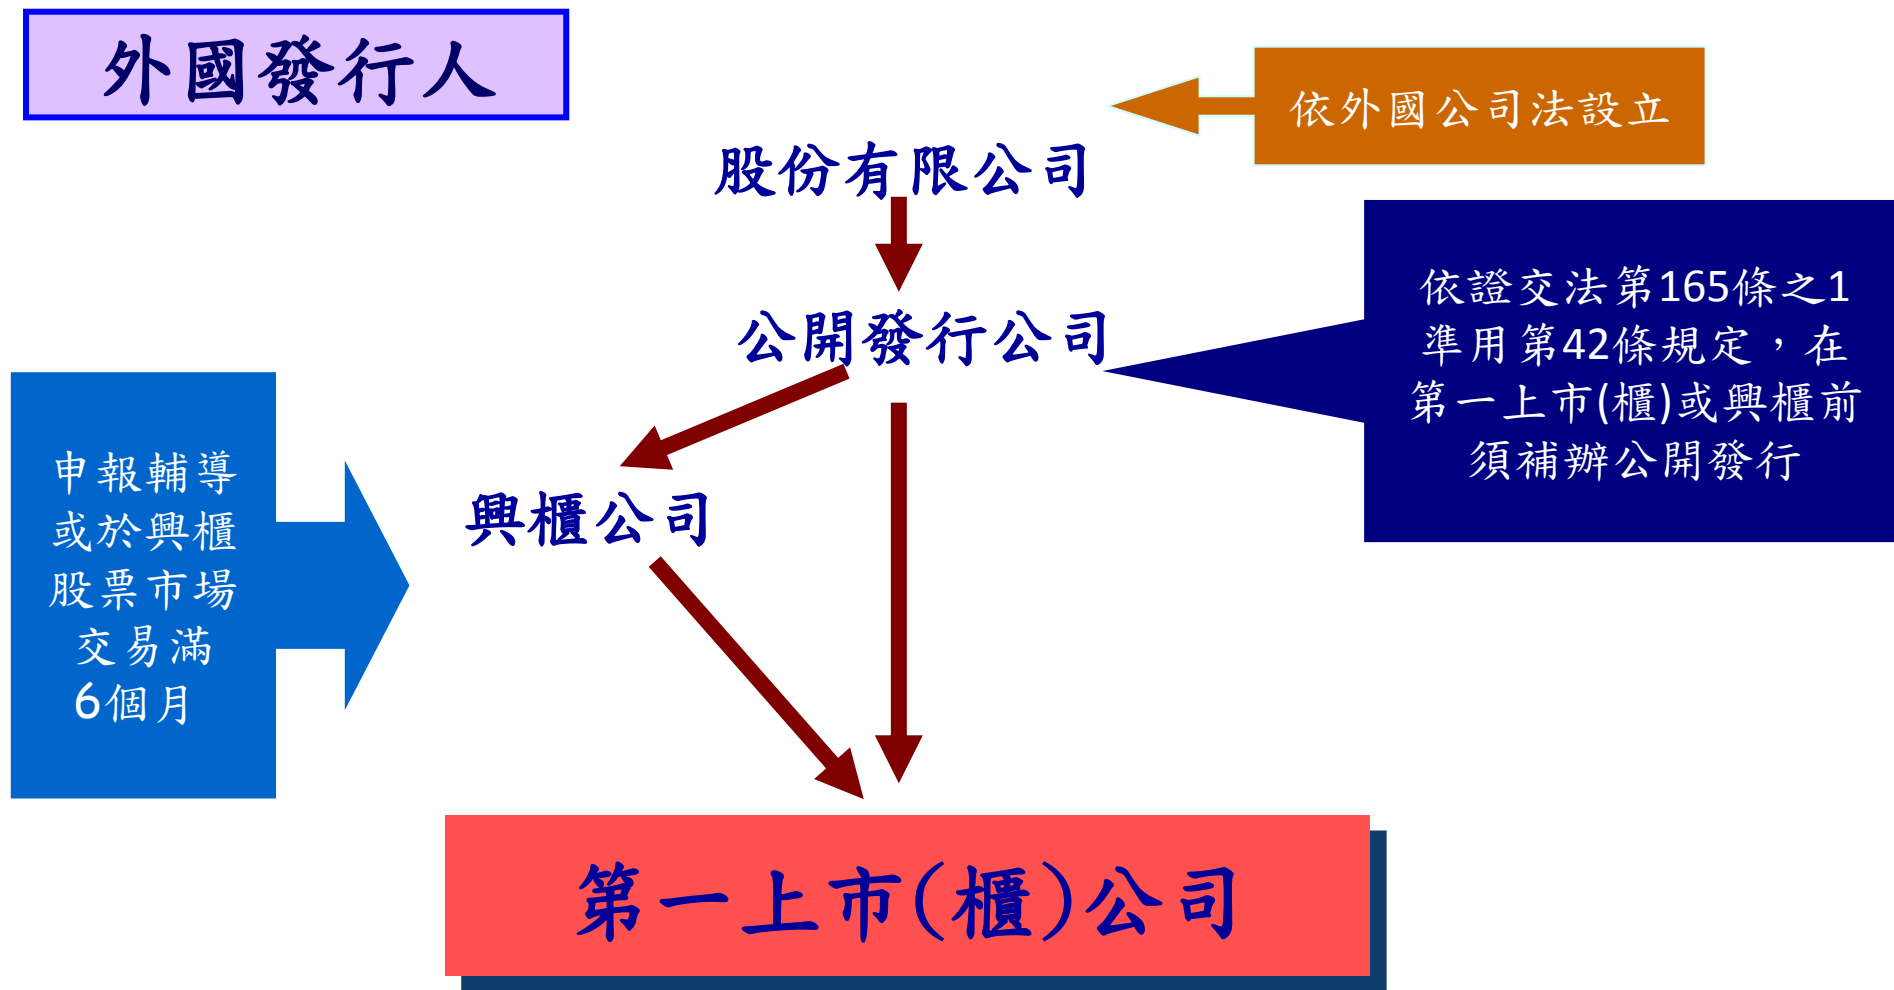 外國發行人
依外國公司法設立
股份有限公司
公開發行公司
依證交法第165條之1
準用第42條規定，在
第一上市(櫃)或興櫃前
須補辦公開發行
申報輔導
或於興櫃
股票市場
交易滿
6個月
興櫃公司
第一上市(櫃)公司